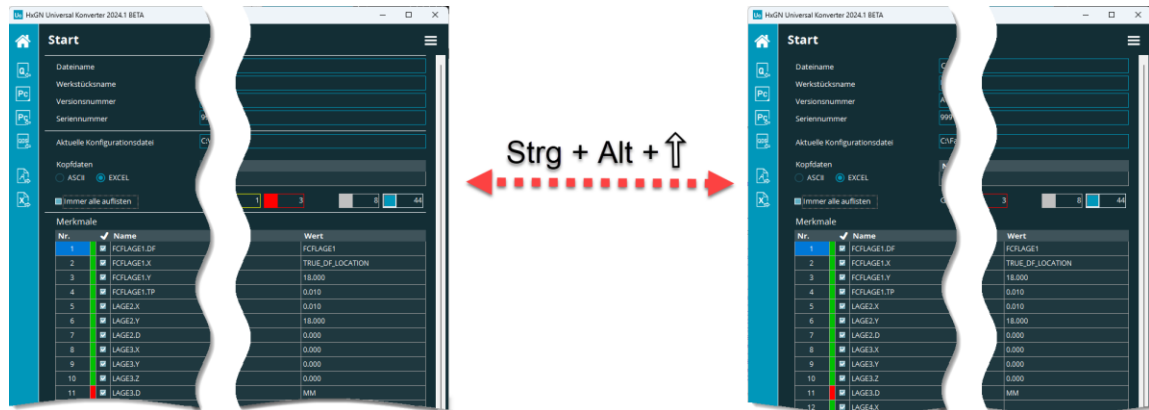 HxGN Universal Konverter 2024.1 BETA
Start
Dateiname
Werkstücksname
Versionsnummer
Seriennummer
Aktuelle Konfigurationsdatei
Kopfdaten
ASCII EXCEL
Immer alle auflisten 1 3 8 44
Merkmale
Nr. Name Wert
1 FCFLAGE1.DF FCFLAGE1
2 FCFLAGE1.X TRUE_DF_LOCATION
3 FCFLAGE1.Y 18.000
4 FCFLAGE1.TP 0.010
5 LAGE2.X 0.010
6 LAGE2.Y 18.000
7 LAGE2.D 0.000
8 LAGE3.X 0.000
9 LAGE3.Y 0.000
10 LAGE3.Z 0.000
11 LAGE3.D MM
Strg + Alt + ⇧
HxGN Universal Konverter 2024.1 BETA
Start
Dateiname
Werkstücksname
Versionsnummer
Seriennummer 999
Aktuelle Konfigurationsdatei
Kopfdaten
ASCII EXCEL
Immer alle auflisten 3 8 44
Merkmale
Nr. Name Wert
1 FCFLAGE1.DF FCFLAGE1
2 FCFLAGE1.X TRUE_DF_LOCATION
3 FCFLAGE1.Y 18.000
4 FCFLAGE1.TP 0.010
5 LAGE2.X 0.010
6 LAGE2.Y 18.000
7 LAGE2.D 0.000
8 LAGE3.X 0.000
9 LAGE3.Y 0.000
10 LAGE3.Z 0.000
11 LAGE3.D MM
12 LAGE4.X